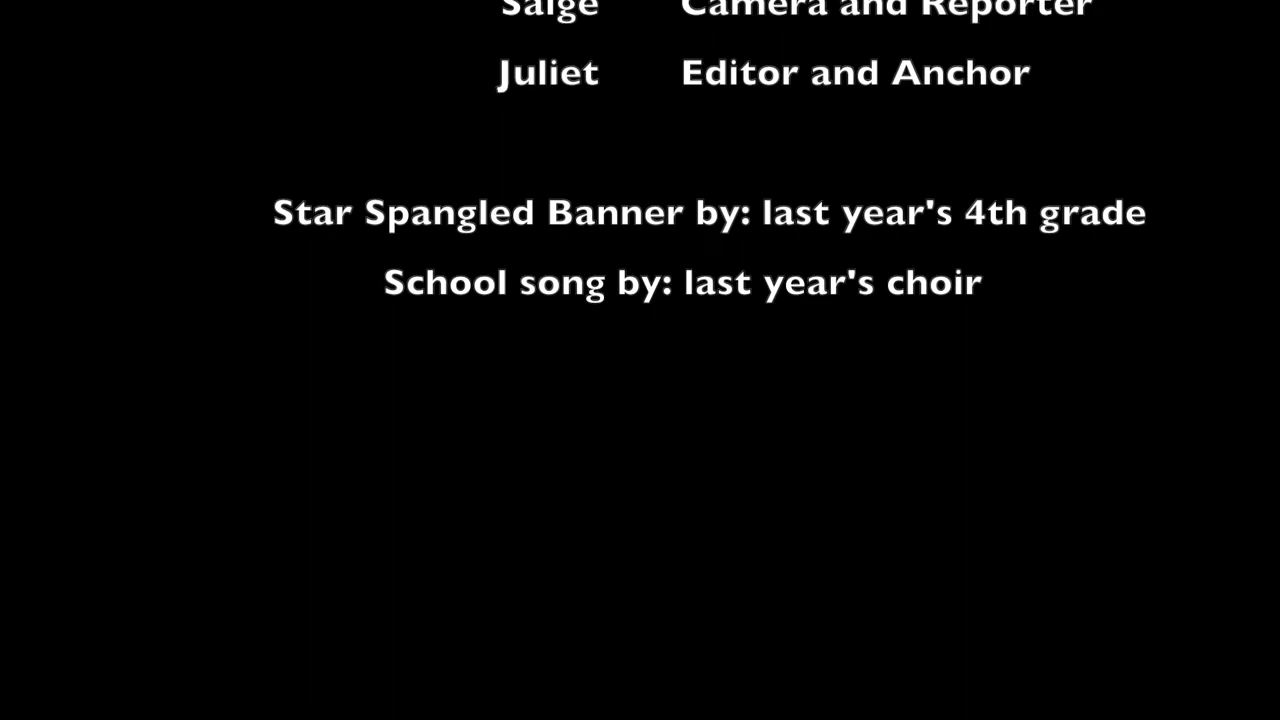 Saige Camera and Reporter
Juliet Editor and Anchor
Star Spangled Banner by: last year's 4th grade
School song by: last year's choir